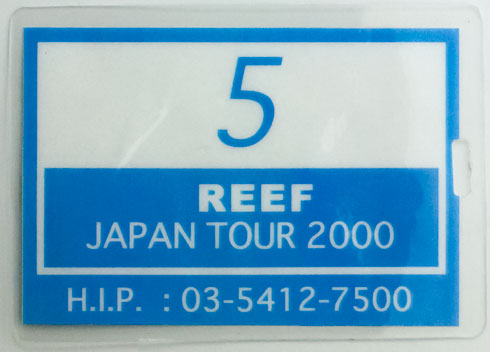 5
REEF
JAPAN TOUR 2000
H.I.P. : 03-5412-7500